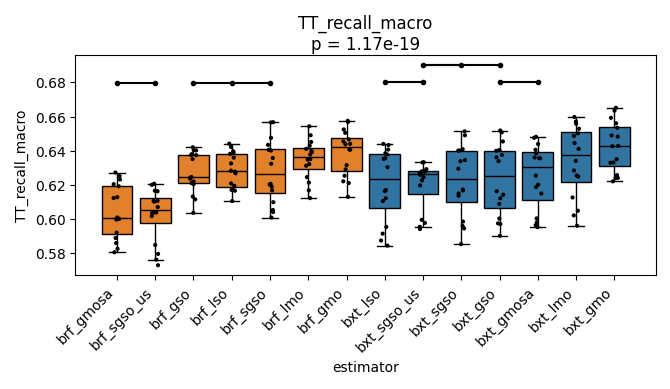 TT_recall_macro
p = 1.17e-19
TT_recall_macro
0.68
0.66
0.64
0.62
0.60
0.58
brf_gmosa
brf_sgso_us
brf_gso
brf_lso
brf_sgso
brf_lmo
brf_gmo
bxt_lso
bxt_sgso_us
bxt_sgso
bxt_gso
bxt_gmosa
bxt_lmo
bxt_gmo
estimator